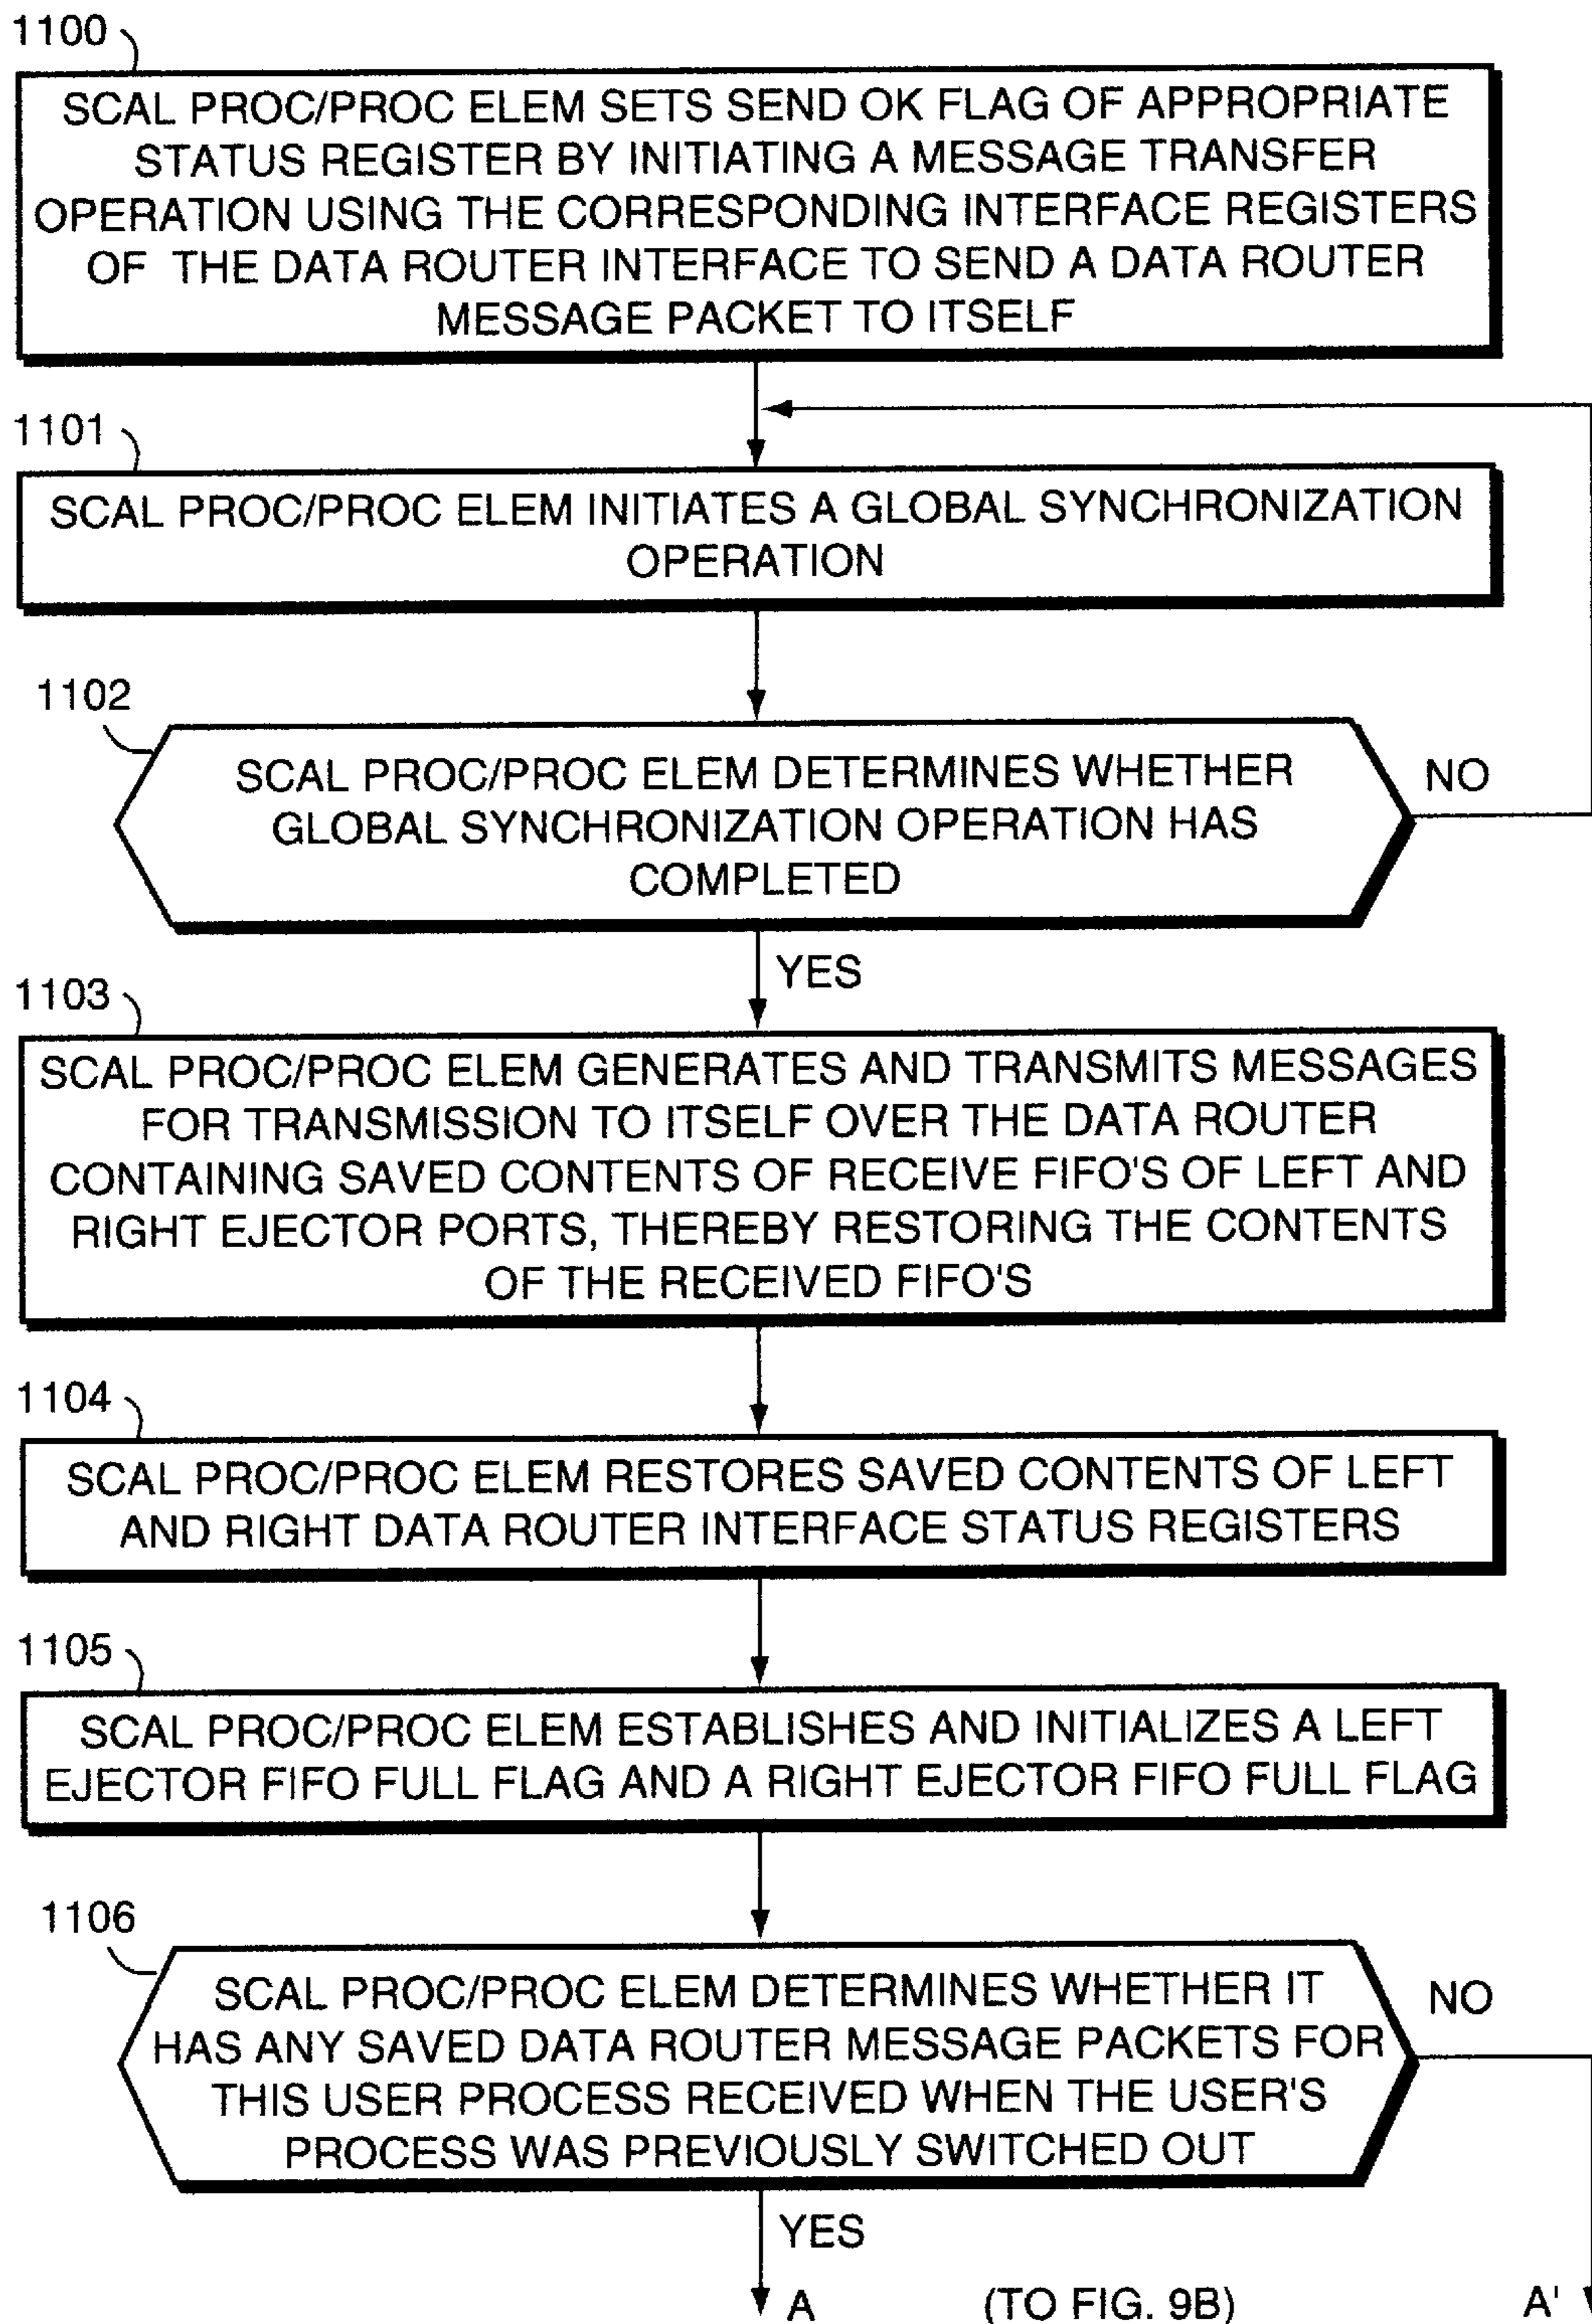 1100
SCAL PROC/PROC ELEM SETS SEND OK FLAG OF APPROPRIATE
STATUS REGISTER BY INITIATING A MESSAGE TRANSFER
OPERATION USING THE CORRESPONDING INTERFACE REGISTERS
OF THE DATA ROUTER INTERFACE TO SEND A DATA ROUTER
MESSAGE PACKET TO ITSELF
1101
SCAL PROC/PROC ELEM INITIATES A GLOBAL SYNCHRONIZATION
OPERATION
1102
SCAL PROC/PROC ELEM DETERMINES WHETHER
GLOBAL SYNCHRONIZATION OPERATION HAS
COMPLETED
NO
YES
1103
SCAL PROC/PROC ELEM GENERATES AND TRANSMITS MESSAGES
FOR TRANSMISSION TO ITSELF OVER THE DATA ROUTER
CONTAINING SAVED CONTENTS OF RECEIVE FIFO'S OF LEFT AND
RIGHT EJECTOR PORTS, THEREBY RESTORING THE CONTENTS
OF THE RECEIVED FIFO'S
1104
SCAL PROC/PROC ELEM RESTORES SAVED CONTENTS OF LEFT
AND RIGHT DATA ROUTER INTERFACE STATUS REGISTERS
1105
SCAL PROC/PROC ELEM ESTABLISHES AND INITIALIZES A LEFT
EJECTOR FIFO FULL FLAG AND A RIGHT EJECTOR FIFO FULL FLAG
1106
SCAL PROC/PROC ELEM DETERMINES WHETHER IT
HAS ANY SAVED DATA ROUTER MESSAGE PACKETS FOR
THIS USER PROCESS RECEIVED WHEN THE USER'S
PROCESS WAS PREVIOUSLY SWITCHED OUT
NO
YES
A (TO FIG. 9B) A'